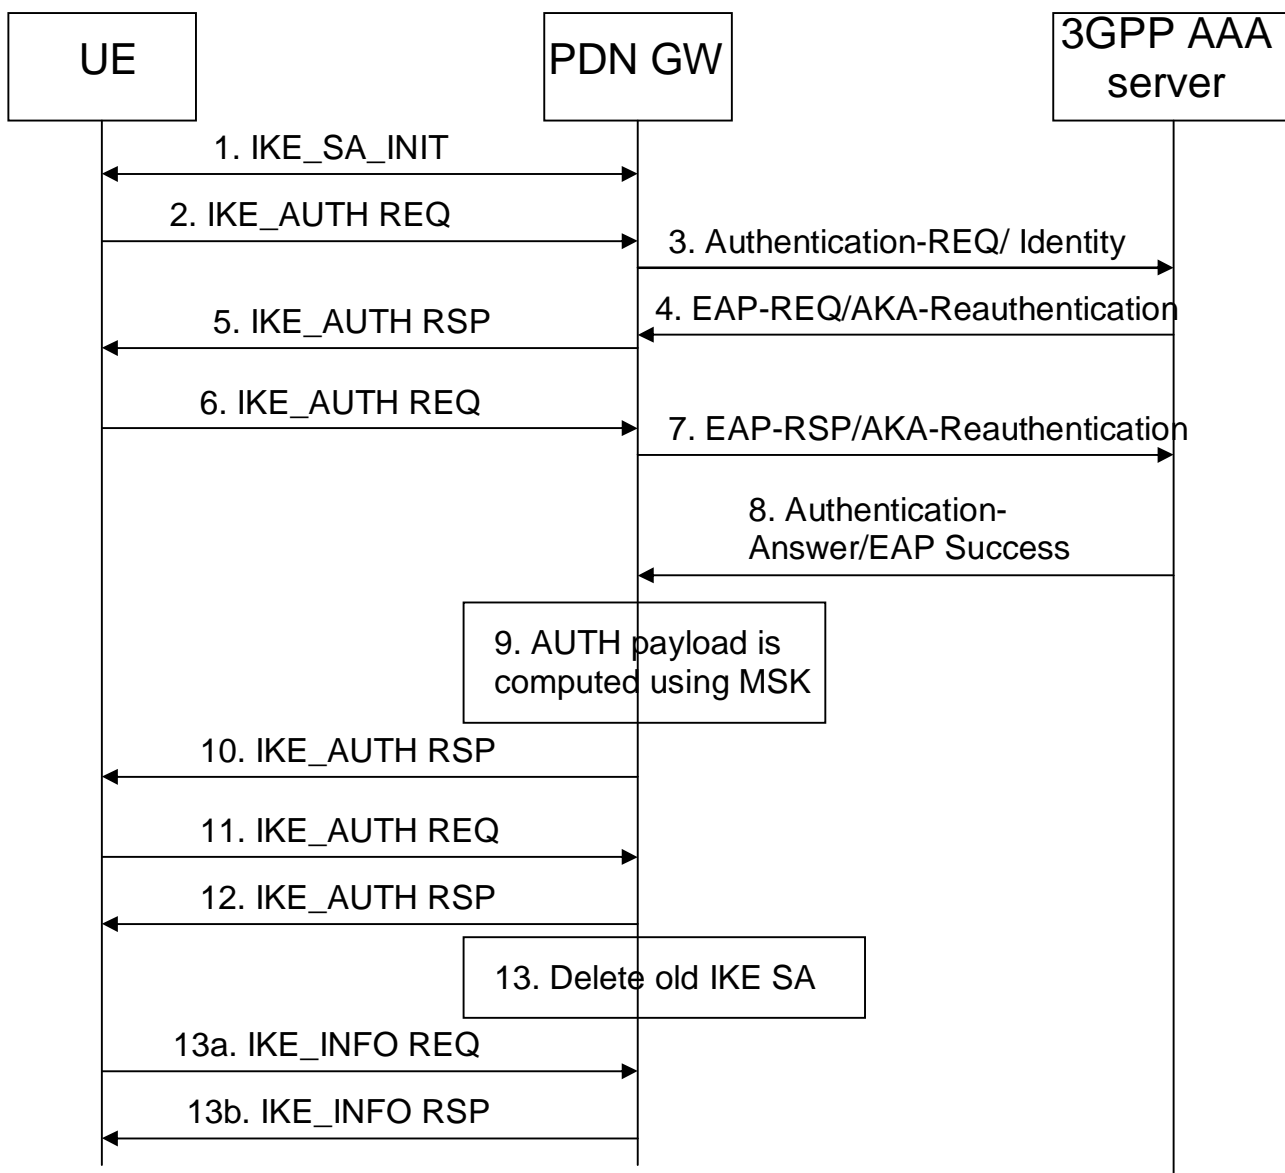 UE
PDN GW
3GPP AAA
server
1. IKE_SA_INIT
2. IKE_AUTH REQ
3. Authentication-REQ/ Identity
4. EAP-REQ/AKA-Reauthentication
5. IKE_AUTH RSP
6. IKE_AUTH REQ
7. EAP-RSP/AKA-Reauthentication
8. Authentication-
Answer/EAP Success
9. AUTH payload is
computed using MSK
10. IKE_AUTH RSP
11. IKE_AUTH REQ
12. IKE_AUTH RSP
13. Delete old IKE SA
13a. IKE_INFO REQ
13b. IKE_INFO RSP